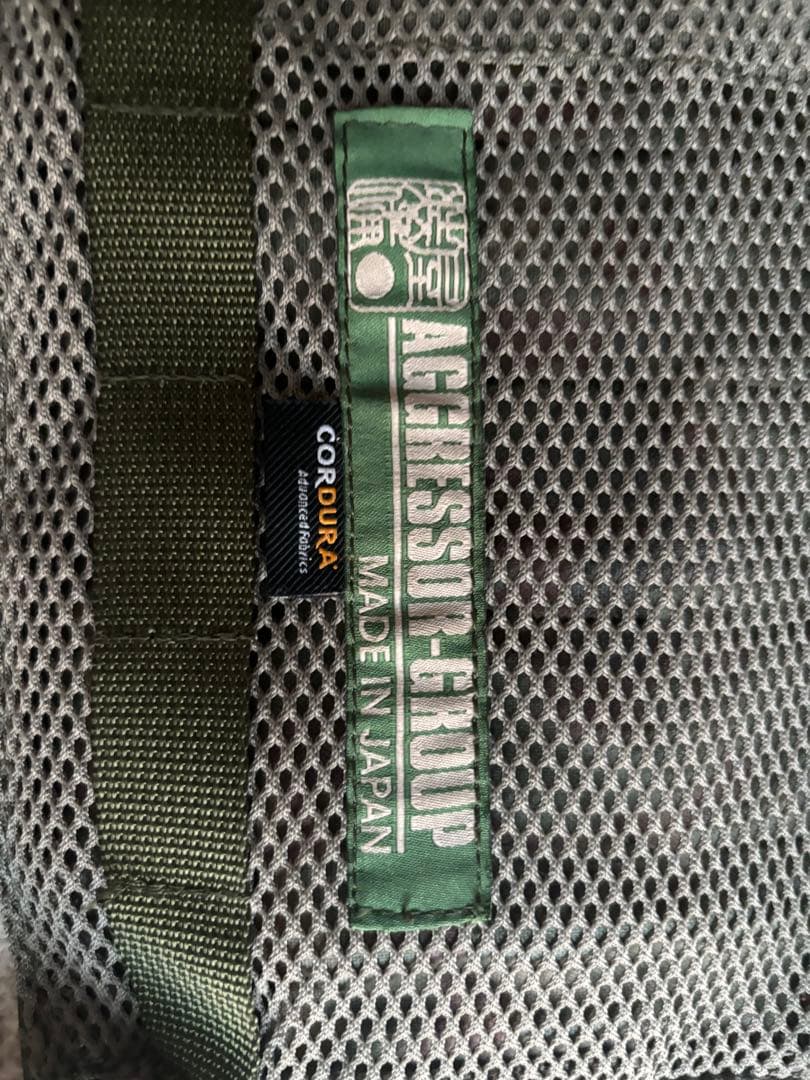 AGGRESSOR-GROUP
MADE IN JAPAN
CORDURA
Advanced Fabrics